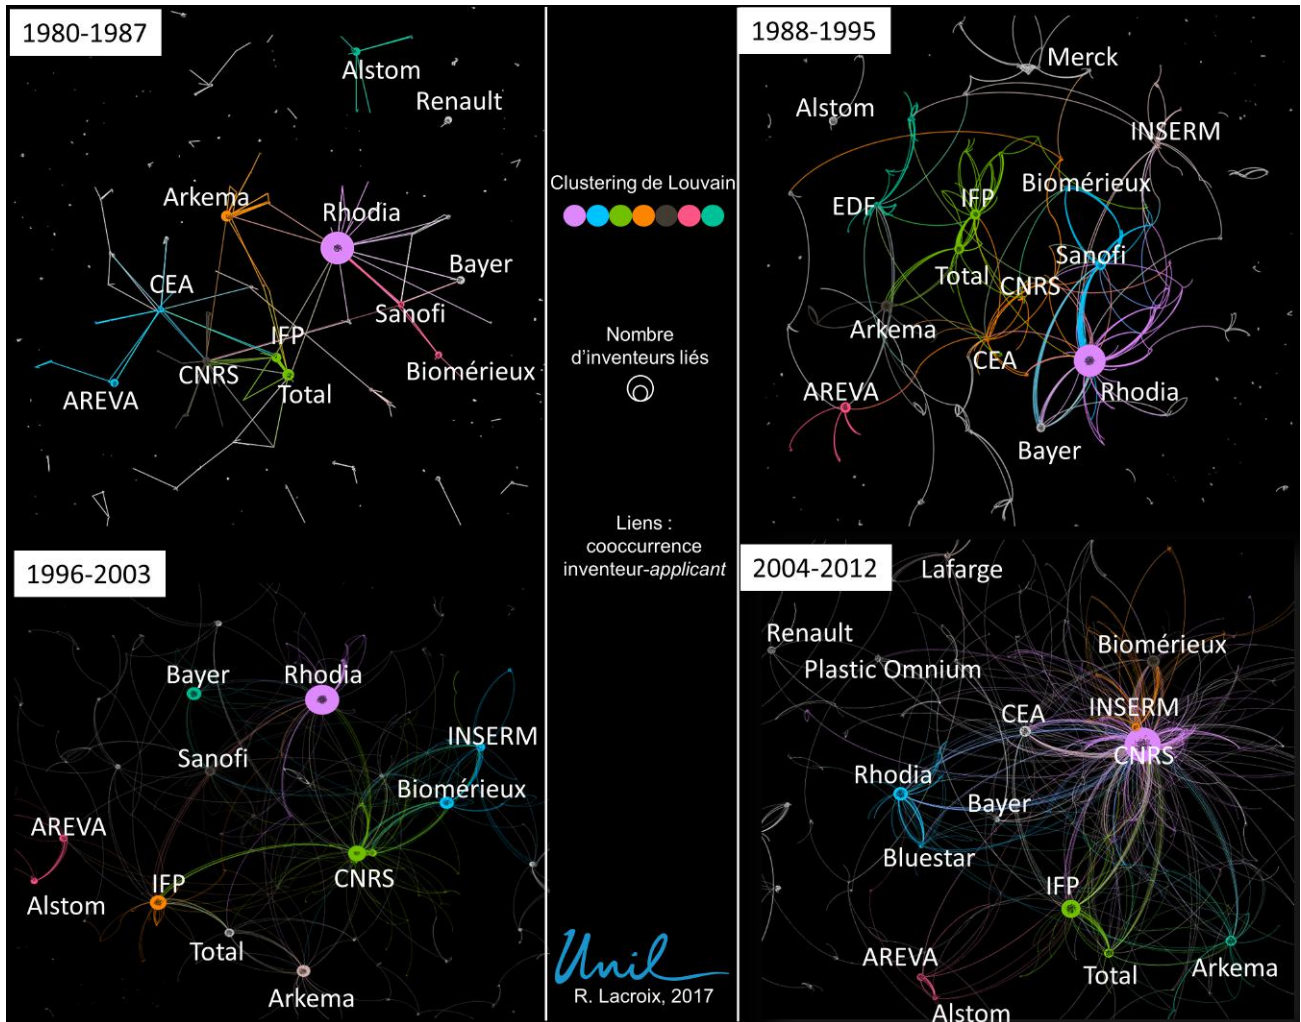 1980-1987
Alstom
Renault
Arkema
Rhodia
CEA
Bayer
Sanofi
IFP
CNRS
Total
Biomérieux
AREVA
Clustering de Louvain
Nombre
d'inventeurs liés
Liens :
cooccurrence
inventeur-applicant
Unil
R. Lacroix, 2017
1988-1995
Merck
Alstom
INSERM
Biomérieux
EDF
IFP
Sanofi
Total
CNRS
Arkema
CEA
AREVA
Rhodia
Bayer
1996-2003
Bayer
Rhodia
INSERM
Sanofi
Biomérieux
AREVA
IFP
CNRS
Alstom
Total
Arkema
2004-2012
Lafarge
Renault
Biomérieux
Plastic Omnium
INSERM
CEA
CNRS
Rhodia
Bayer
Bluestar
IFP
AREVA
Total
Arkema
Alstom